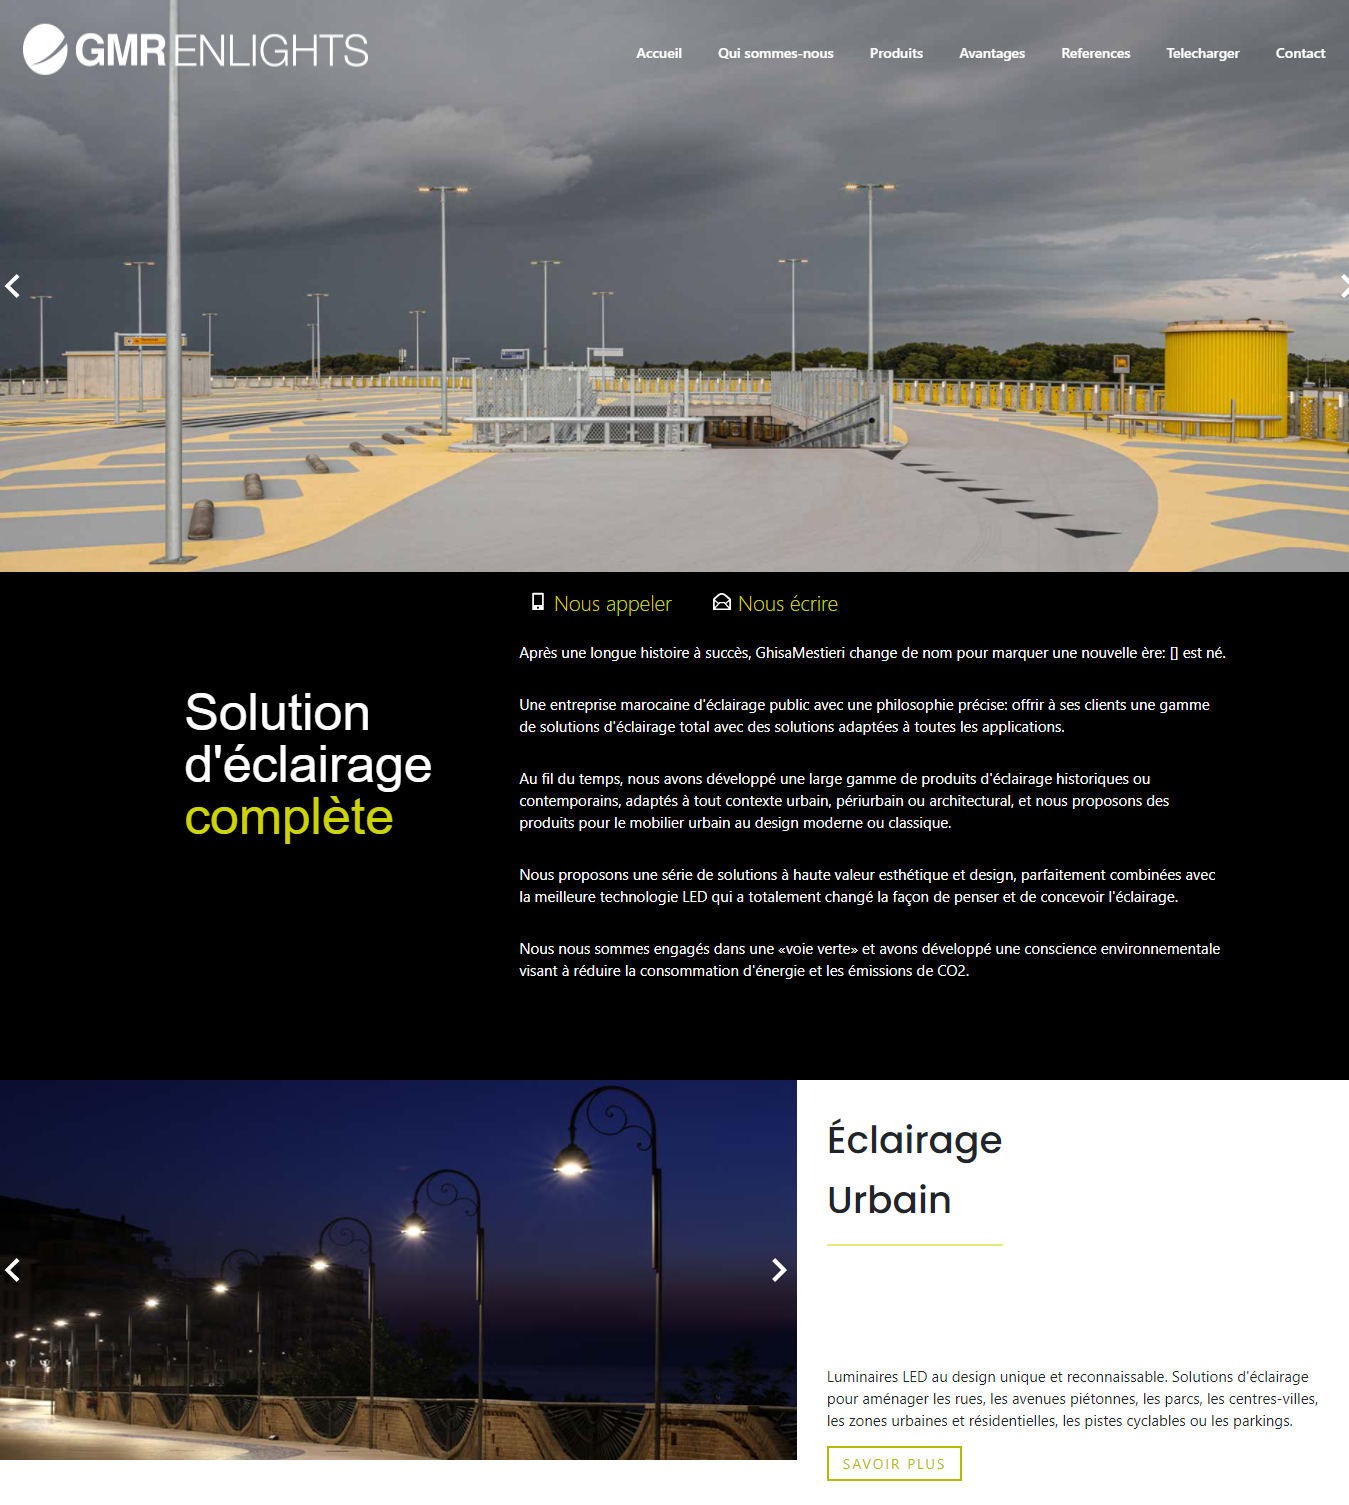 GMR ENLIGHTS
Accueil Qui sommes-nous Produits Avantages References Telecharger Contact
Nous appeler Nous écrire
Solution
d'éclairage
complète
Après une longue histoire à succès, GhisaMestieri change de nom pour marquer une nouvelle ère: [] est né.
Une entreprise marocaine d'éclairage public avec une philosophie précise: offrir à ses clients une gamme
de solutions d'éclairage total avec des solutions adaptées à toutes les applications.
Au fil du temps, nous avons développé une large gamme de produits d'éclairage historiques ou
contemporains, adaptés à tout contexte urbain, périurbain ou architectural, et nous proposons des
produits pour le mobilier urbain au design moderne ou classique.
Nous proposons une série de solutions à haute valeur esthétique et design, parfaitement combinées avec
la meilleure technologie LED qui a totalement changé la façon de penser et de concevoir l'éclairage.
Nous nous sommes engagés dans une «voie verte» et avons développé une conscience environnementale
visant à réduire la consommation d'énergie et les émissions de CO2.
Éclairage
Urbain
Luminaires LED au design unique et reconnaissable. Solutions d'éclairage
pour aménager les rues, les avenues piétonnes, les parcs, les centres-villes,
les zones urbaines et résidentielles, les pistes cyclables ou les parkings.
SAVOIR PLUS